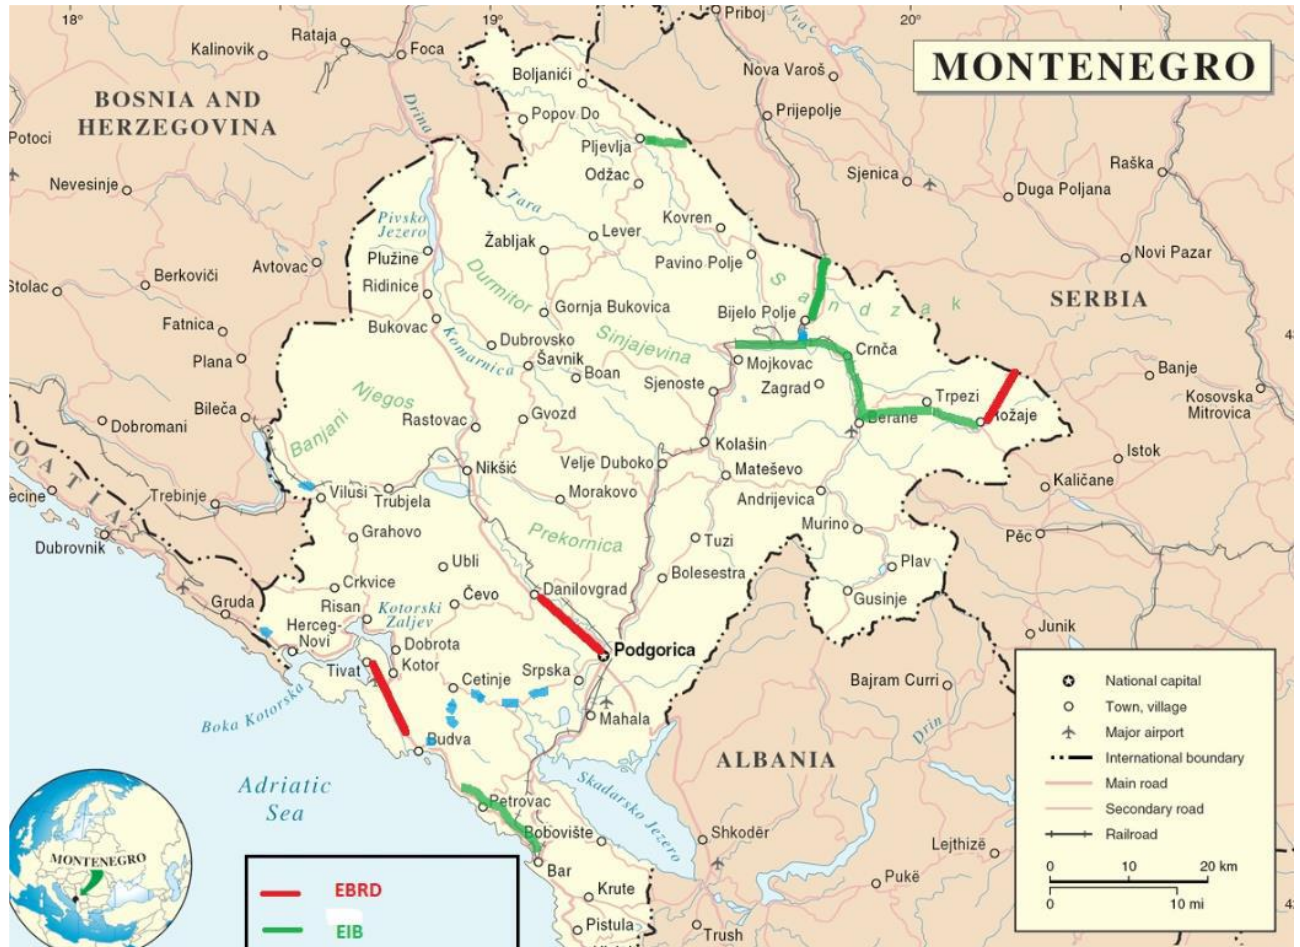 18°
19°
20°
Priboj
Uvac
Rataja
Foca
Kalinovik
Boljanići
Nova Varoš
MONTENEGRO
BOSNIA AND
HERZEGOVINA
Drina
Popov Do
Prijepolje
Potoci
Pljevlja
Raška
Odžac
Sjenica
Nevesinje
Duga Poljana
Tara
Pivsko
Jezero
Kovren
Lever
Žabljak
Plužine
Pavino Polje
Novi Pazar
Avtovac
Berkoviči
Stolac
Ridinice
Durmitor
Sandzak
SERBIA
Gornja Bukovica
Bijelo Polje
Fatnica
Bukovac
Komarnica
Dubrovsko
Sinjajevina
Crnča
Plana
Šavnik
Mojkovac
Boan
Zagrad
Banje
Sjenoste
Trpezi
Kosovska
Mitrovica
Njegos
Bileča
Banjani
Rastovac
Gvozd
Berane
Rožaje
Dobromani
Kolašin
Nikšić
Velje Duboko
Mateševo
Istok
OATIA
ecine
Trebinje
Vilusi
Trubjela
Morakovo
Andrijevica
Kaličane
Grahovo
Prekornica
Murino
Dubrovnik
Tuzi
Pěc
Ubli
Plav
Bolesestra
Crkvice
Danilovgrad
Gusinje
Gruda
Risan
Kotorski
Zaljev
Čevo
Herceg-
Novi
Junik
Dobrota
Podgorica
Tivat
Kotor
Srpska
Cetinje
Bajram Curri
National capital
Town, village
Boka Kotorska
Mahala
Drin
Major airport
Budva
ALBANIA
International boundary
Adriatic
Sea
Skadarsko Jezero
Main road
Petrovac
Secondary road
Bobovište
Shkodër
Railroad
Lejthizë
MONTENEGRO
Bar
0 10 20 km
Pukë
0 10 mi
EBRD
Krute
EIB
Pistula
Trush